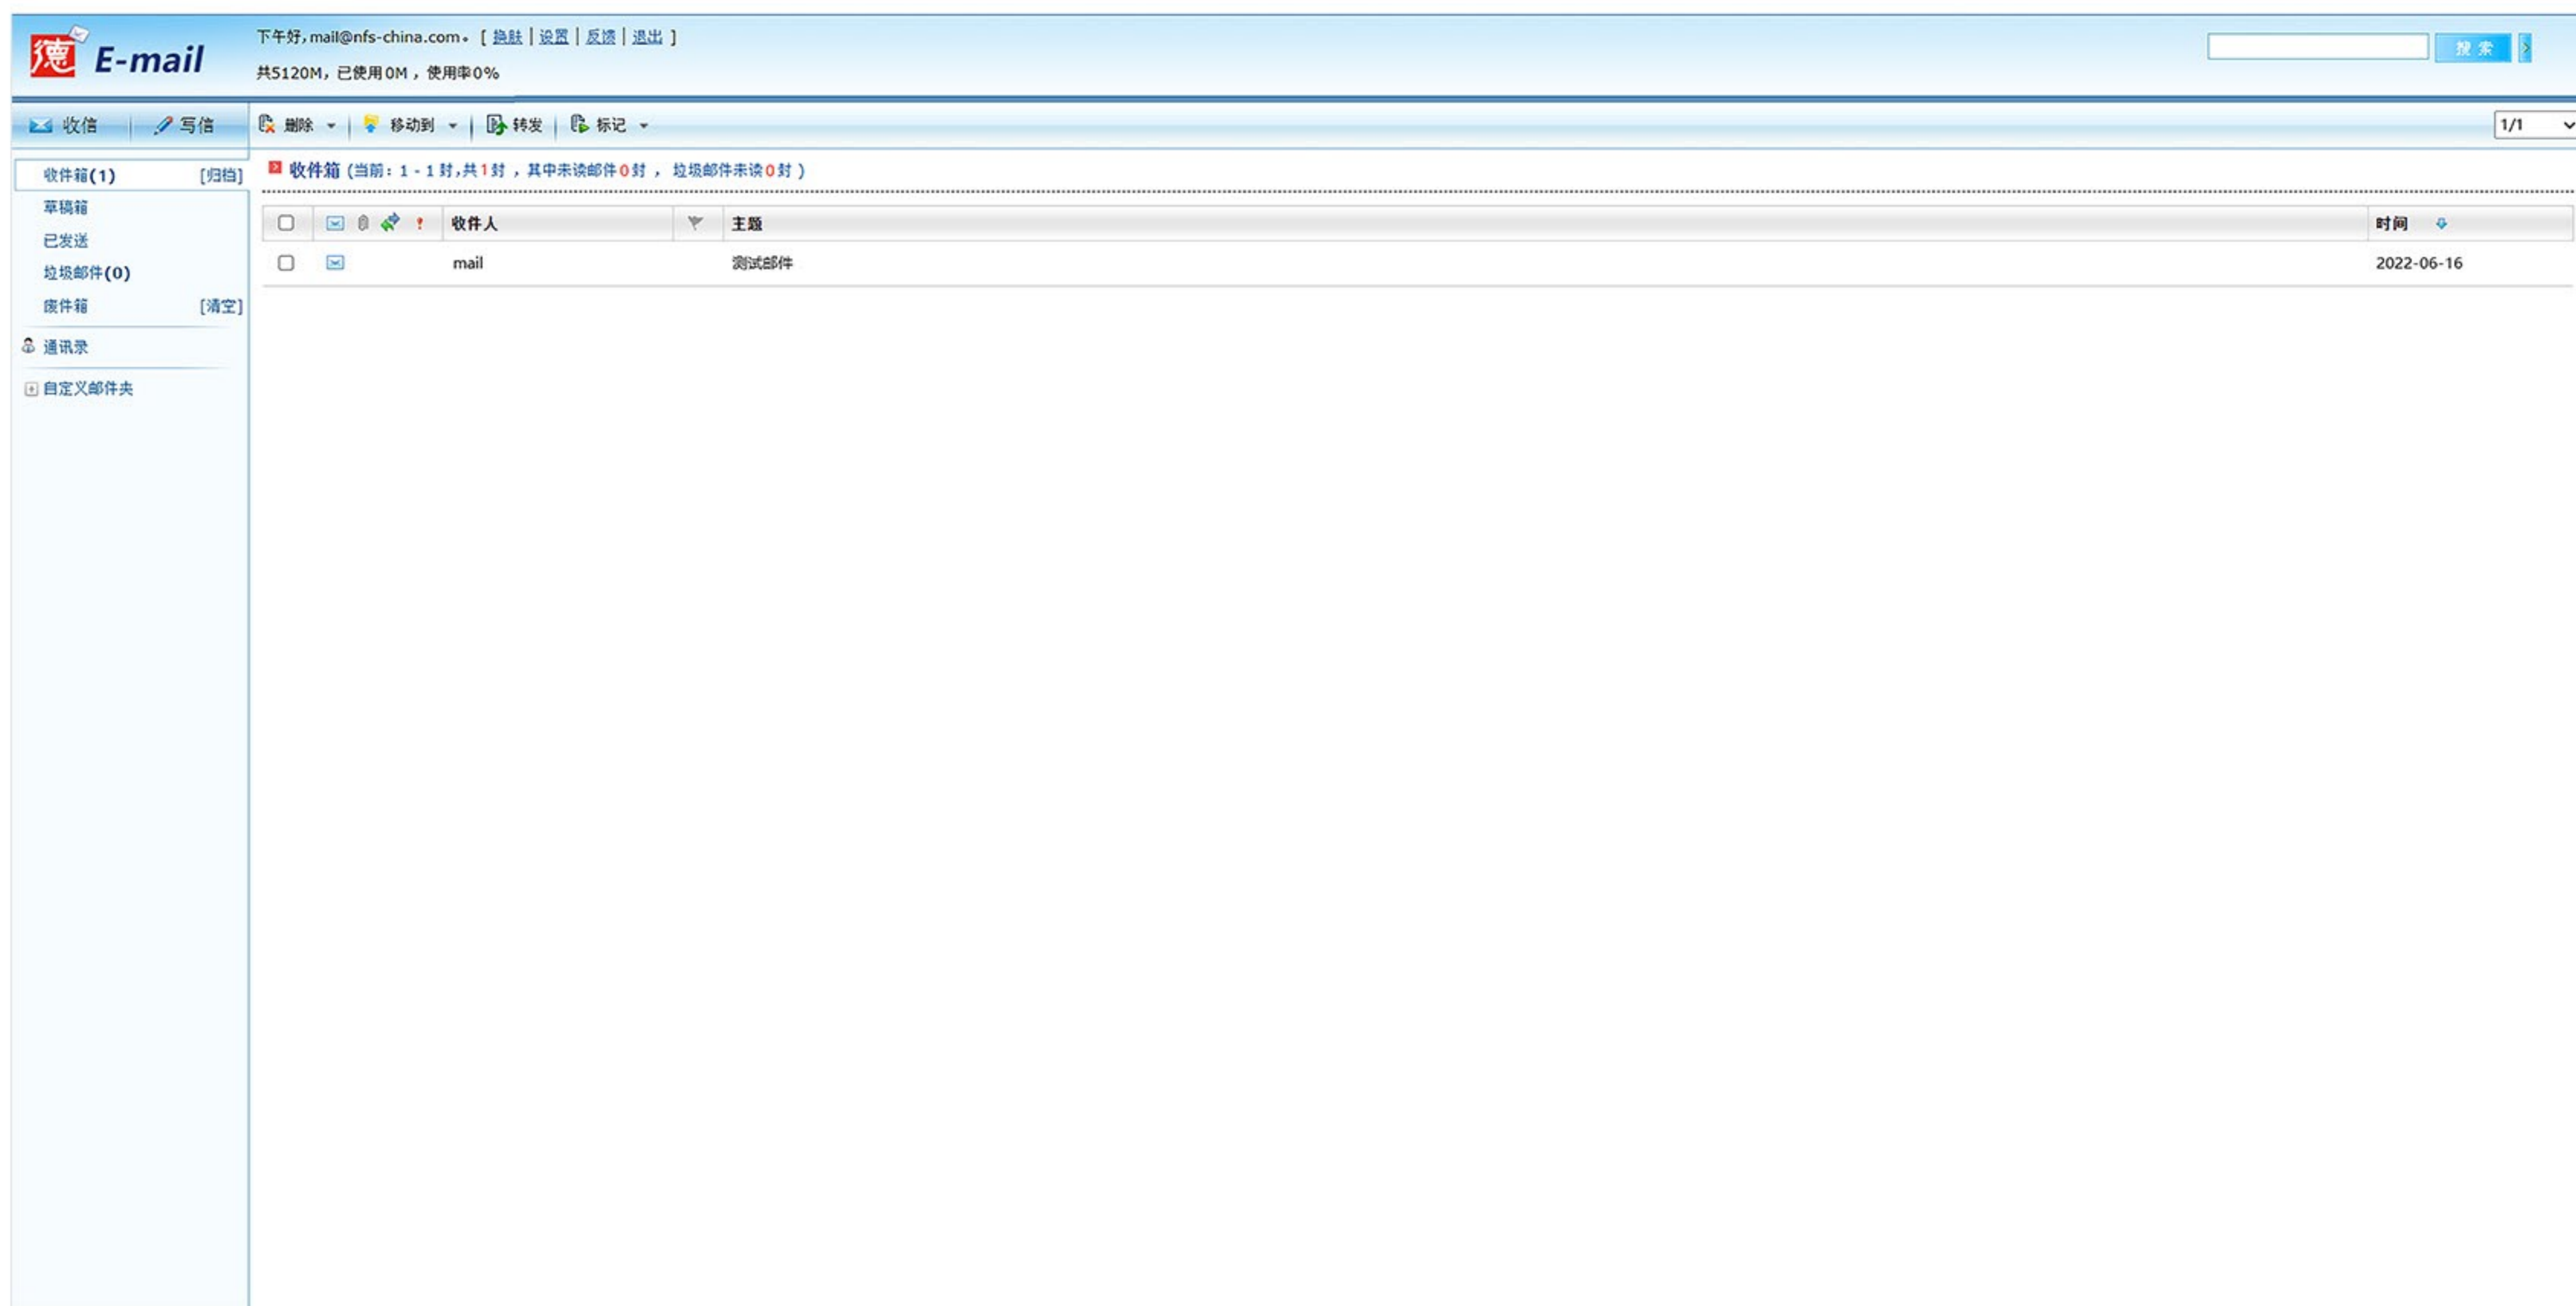 德 E-mail
下午好,mail@nfs-china.com。[ 换肤 | 设置 | 反馈 | 退出 ]
共5120M，已使用0M ，使用率0%
搜 索
收信 写信 删除 移动到 转发 标记 1/1
收件箱(1) [归档]
草稿箱
已发送
垃圾邮件(0)
废件箱 [清空]
通讯录
自定义邮件夹
收件箱 (当前: 1 - 1 封,共1封 ，其中未读邮件0封 ， 垃圾邮件未读0封 )
收件人 主题 时间
mail 测试邮件 2022-06-16